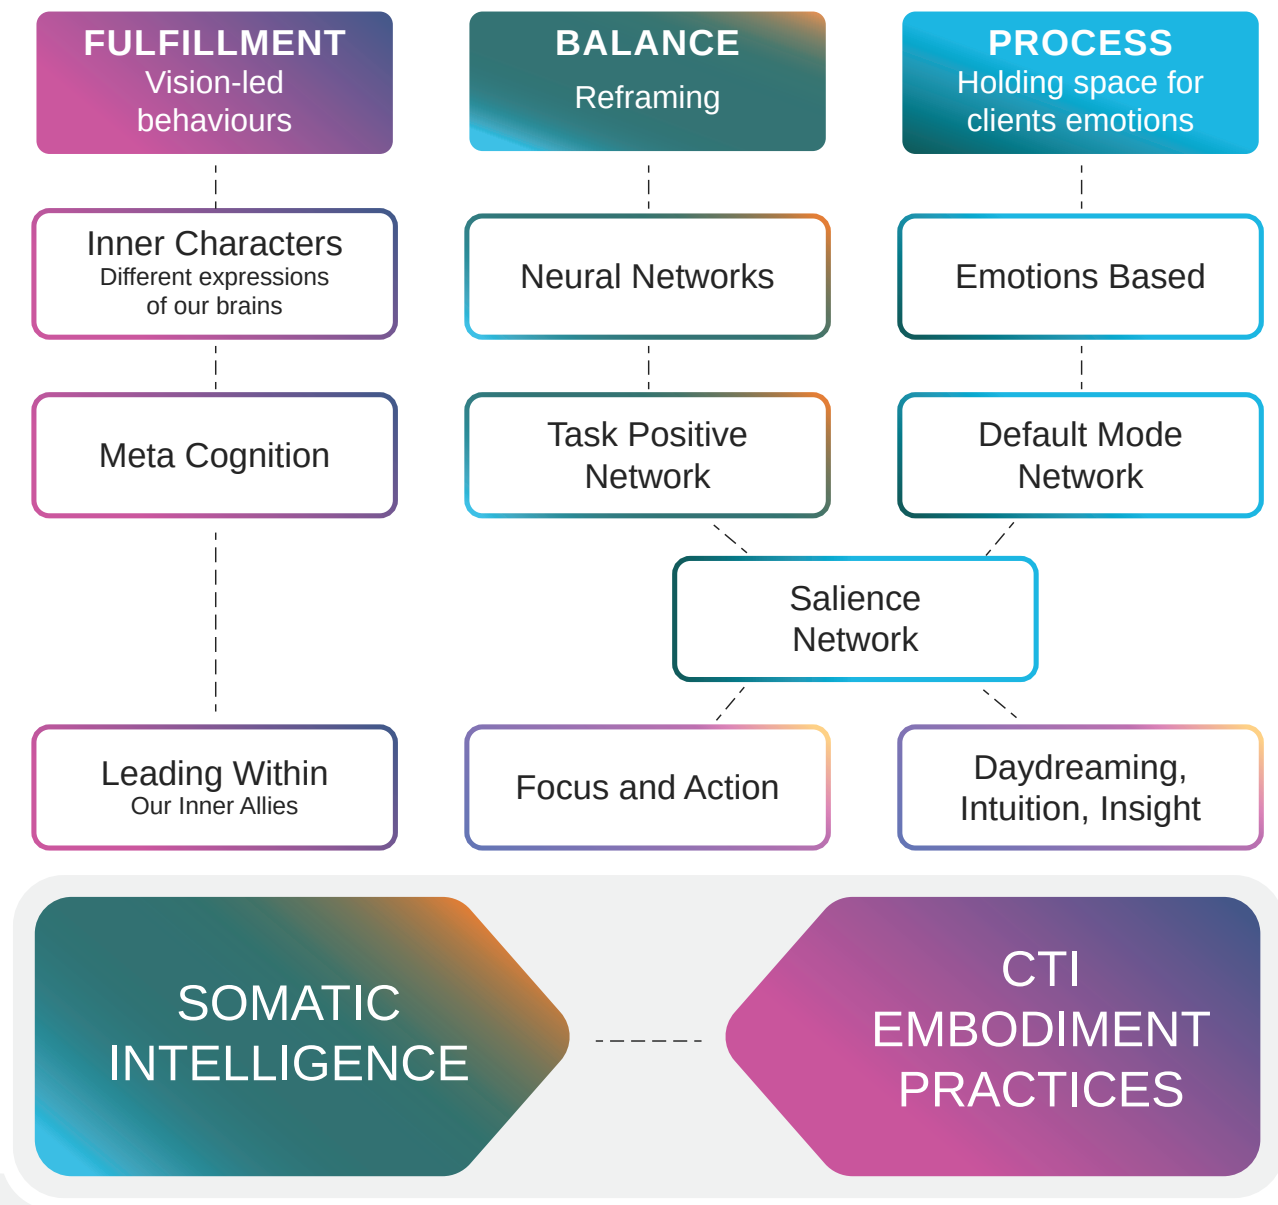 FULFILLMENT
Vision-led
behaviours
BALANCE
Reframing
PROCESS
Holding space for
clients emotions
Inner Characters
Different expressions
of our brains
Neural Networks
Emotions Based
Meta Cognition
Task Positive
Network
Default Mode
Network
Salience
Network
Leading Within
Our Inner Allies
Focus and Action
Daydreaming,
Intuition, Insight
SOMATIC
INTELLIGENCE
CTI
EMBODIMENT
PRACTICES